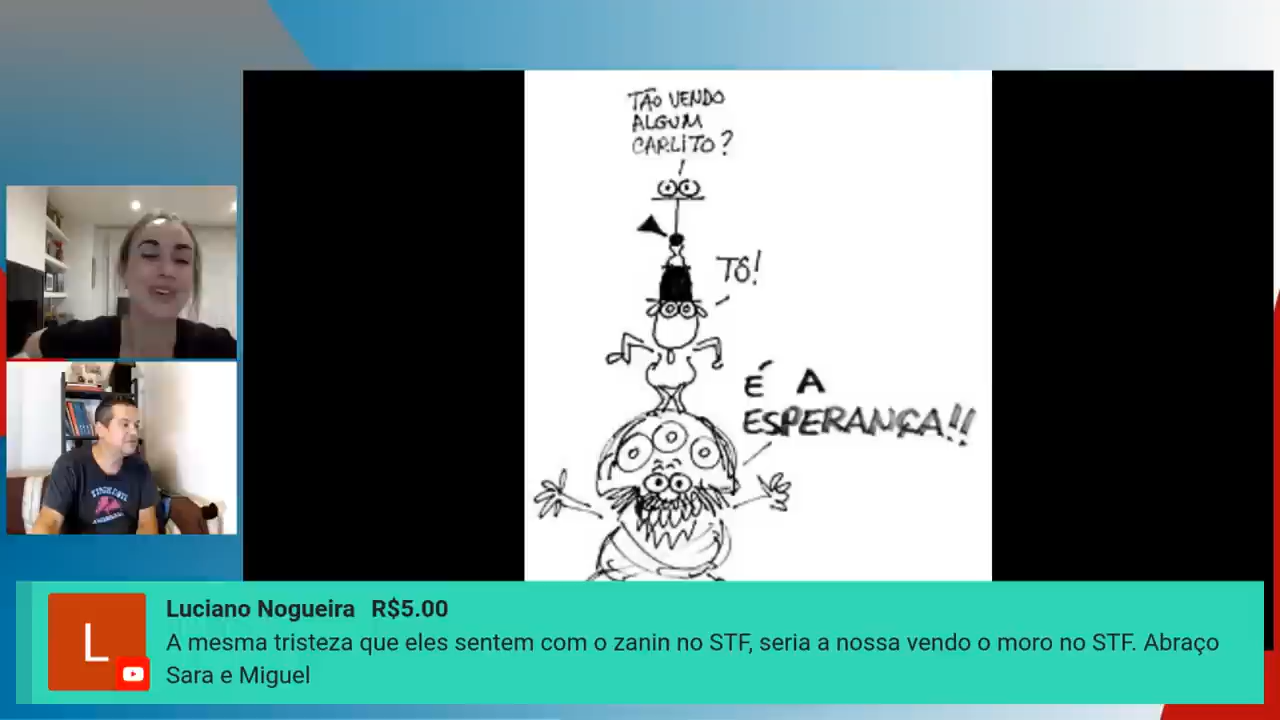 TÃO VENDO
ALGUM
CARLITO?
TÔ!
É A
ESPERANÇA!!
Luciano Nogueira R$5.00
A mesma tristeza que eles sentem com o zanin no STF, seria a nossa vendo o moro no STF. Abraço
Sara e Miguel
L